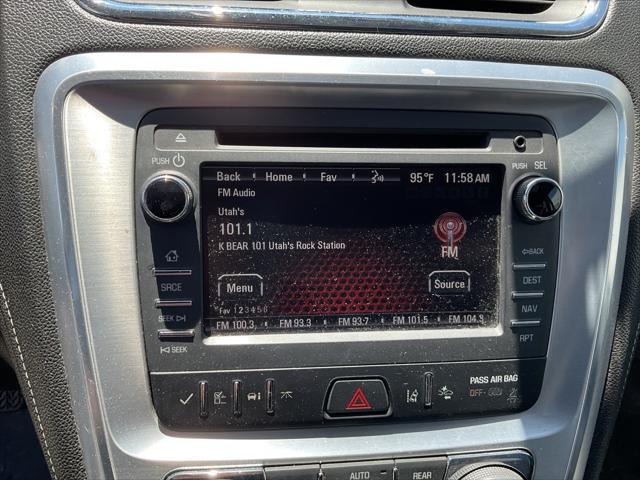 PUSH
PUSH SEL
Back Home Fav 95°F 11:58 AM
FM Audio
Utah's
101.1
K BEAR 101 Utah's Rock Station
FM
Menu
Source
Fav 1 2 3 4 5 6
FM 100.3 FM 93.3 FM 93.7 FM 101.5 FM 104.3
SRCE
SEEK
SEEK
BACK
DEST
NAV
RPT
PASS AIR BAG
OFF
AUTO
REAR